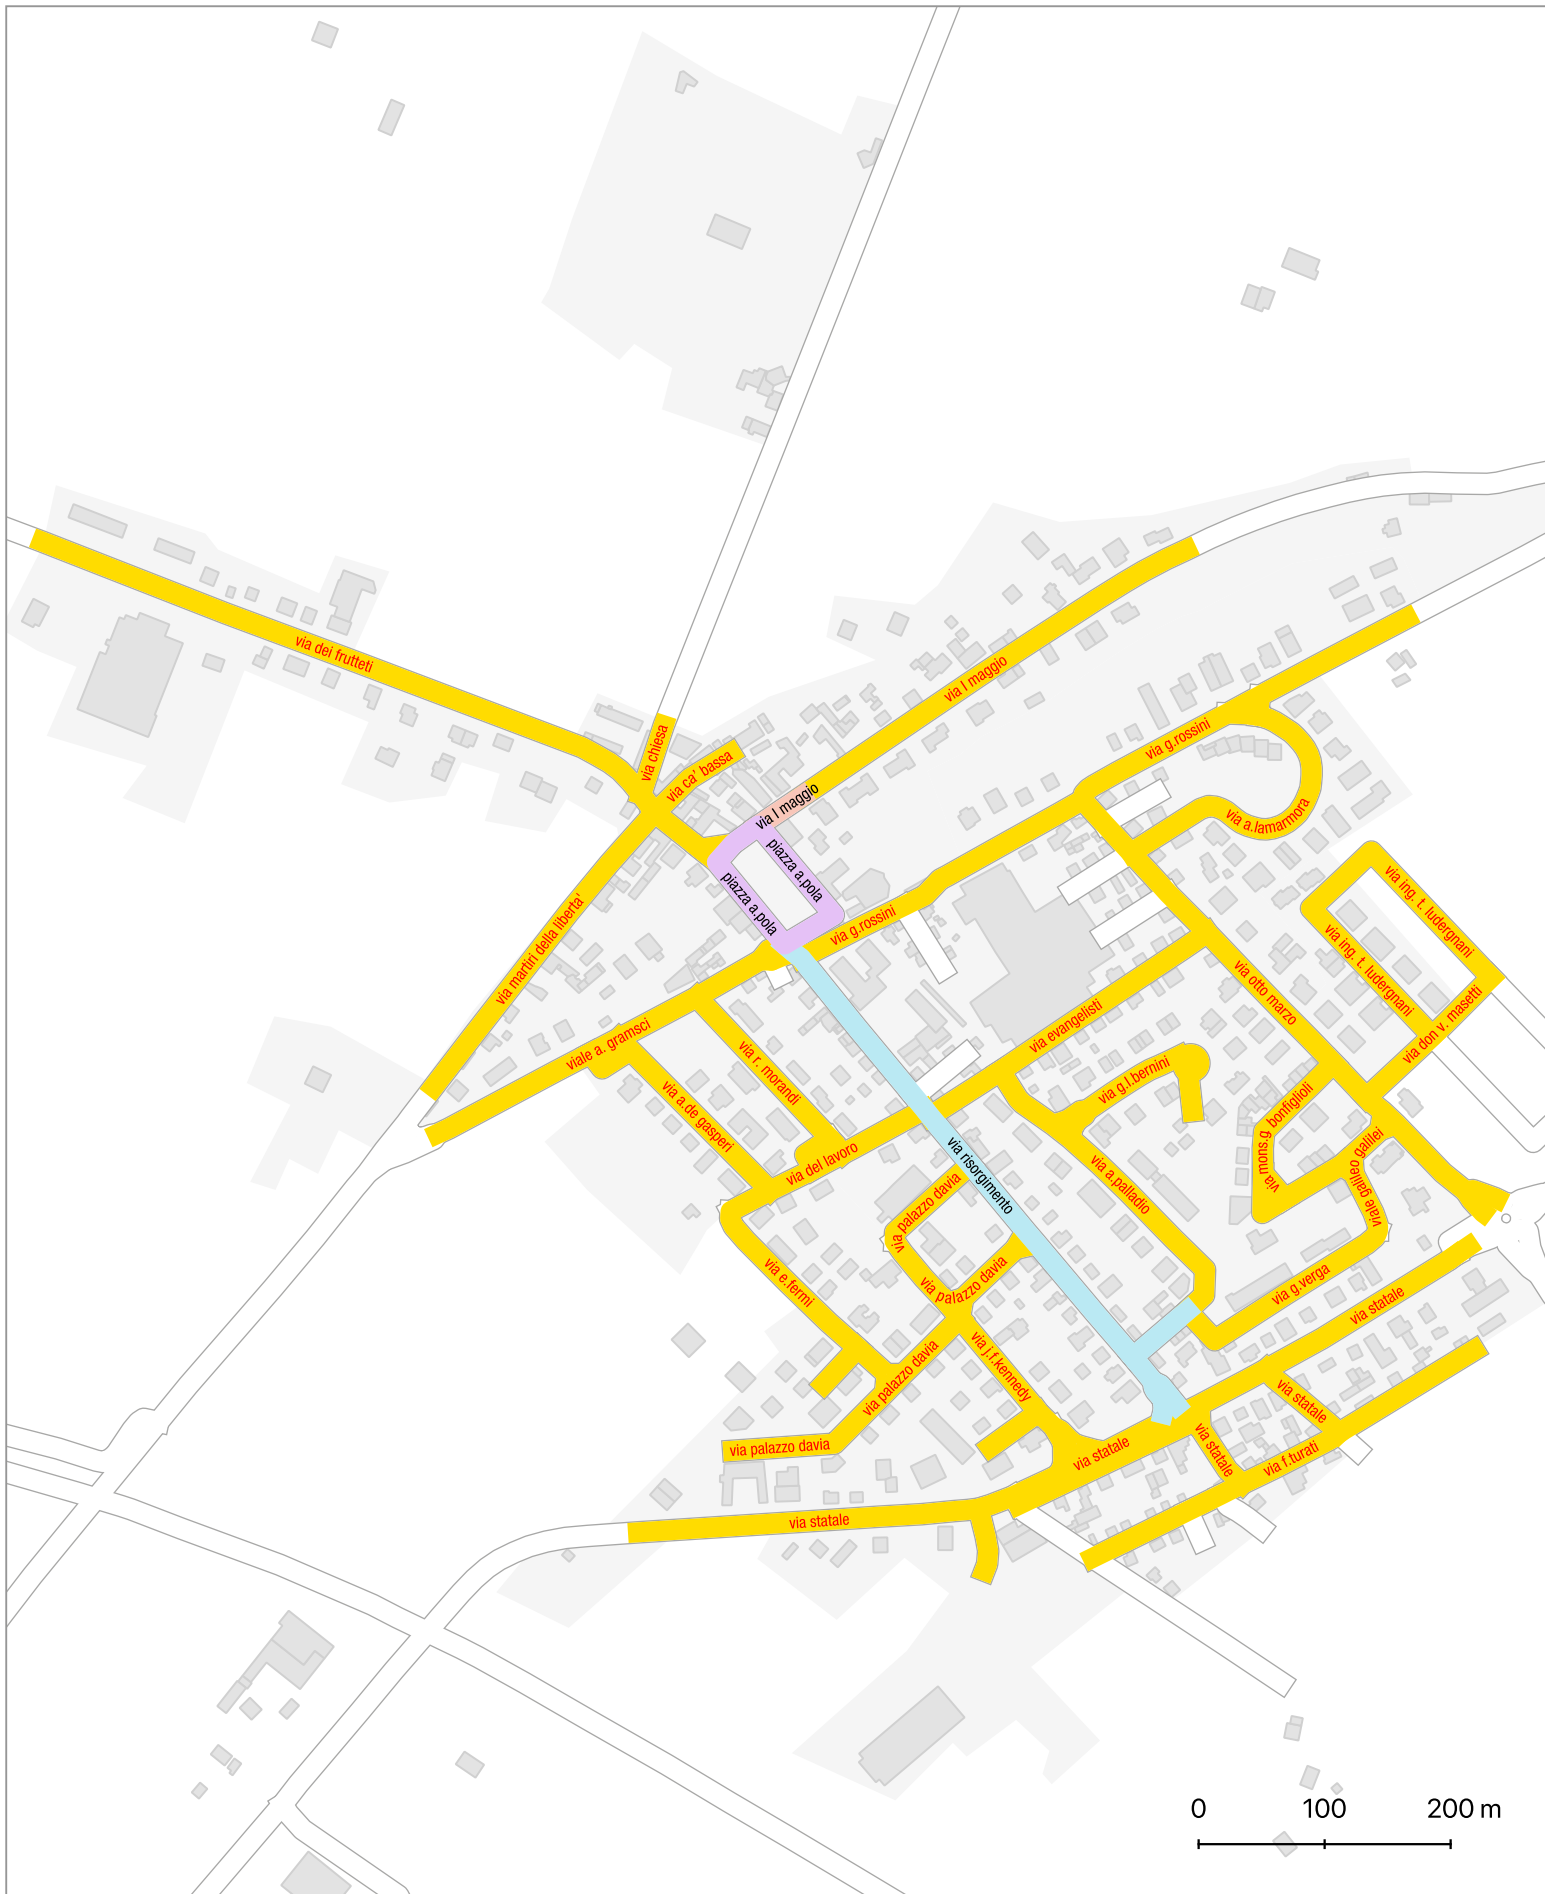 via dei frutteti
via I maggio
via chiesa
via ca' bassa
via g.rossini
via I maggio
piazza a.pola
piazza a.pola
via a.lamarmora
via g.rossini
via martiri della liberta'
via ing. t. ludergnani
via ing. t. ludergnani
via otto marzo
via don v. masetti
via evangelisti
viale a. gramsci
via r. morandi
via g.l.bernini
via a.de gasperi
via mons.g. bonfiglioli
viale galileo galilei
via risorgimento
via del lavoro
via a.palladio
via palazzo davia
via e.fermi
via palazzo davia
via g.verga
via statale
via palazzo davia
via j.f.kennedy
via statale
via palazzo davia
via statale
via statale
via f.turati
via statale
0 100 200 m